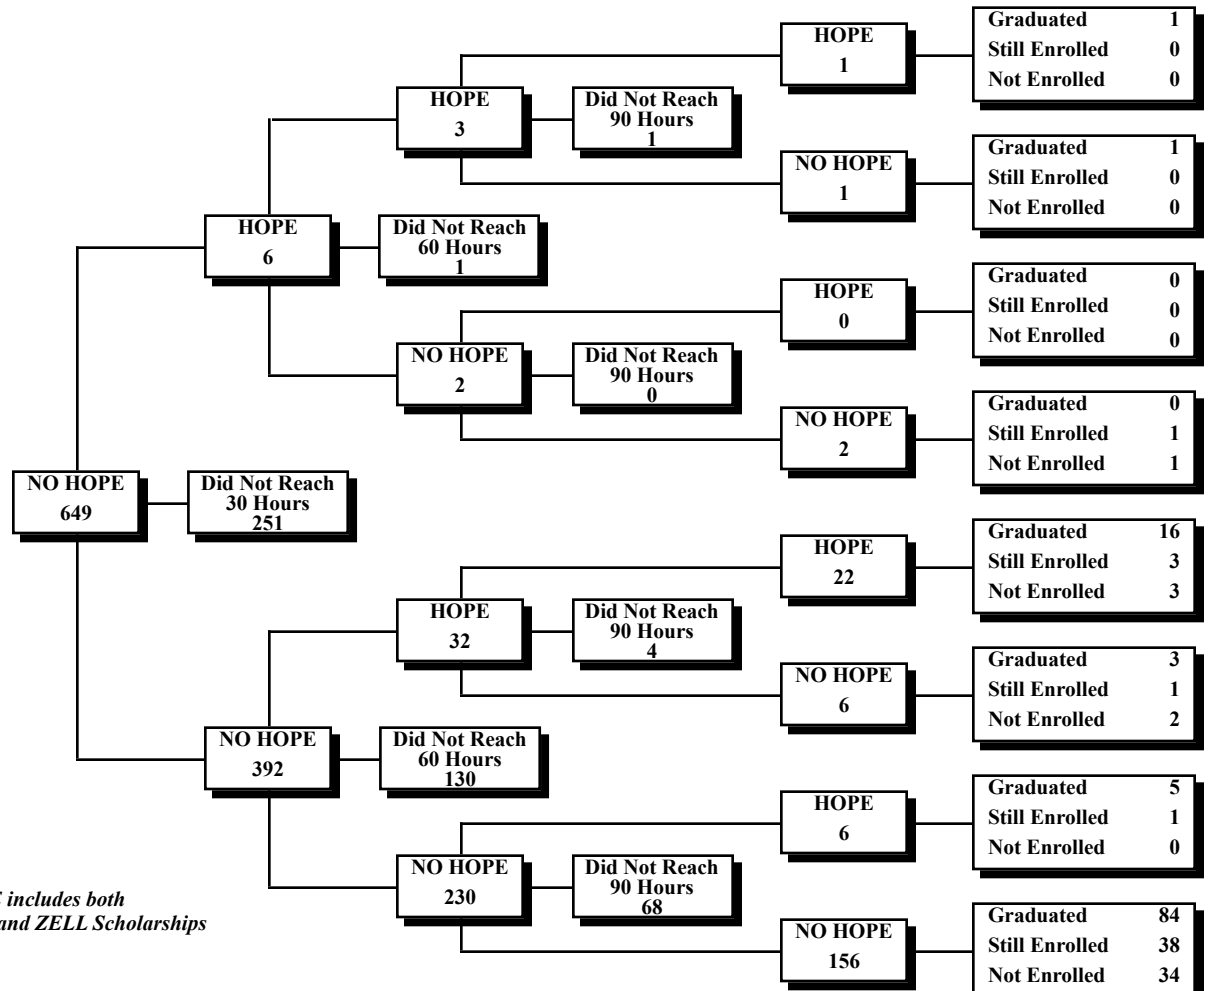 HOPE
1
Graduated 1
Still Enrolled 0
Not Enrolled 0
HOPE
3
Did Not Reach
90 Hours
1
NO HOPE
1
Graduated 1
Still Enrolled 0
Not Enrolled 0
HOPE
6
Did Not Reach
60 Hours
1
HOPE
0
Graduated 0
Still Enrolled 0
Not Enrolled 0
NO HOPE
2
Did Not Reach
90 Hours
0
NO HOPE
2
Graduated 0
Still Enrolled 1
Not Enrolled 1
NO HOPE
649
Did Not Reach
30 Hours
251
HOPE
22
Graduated 16
Still Enrolled 3
Not Enrolled 3
HOPE
32
Did Not Reach
90 Hours
4
NO HOPE
6
Graduated 3
Still Enrolled 1
Not Enrolled 2
NO HOPE
392
Did Not Reach
60 Hours
130
HOPE
6
Graduated 5
Still Enrolled 1
Not Enrolled 0
NO HOPE
230
Did Not Reach
90 Hours
68
NO HOPE
156
Graduated 84
Still Enrolled 38
Not Enrolled 34
includes both
and ZELL Scholarships